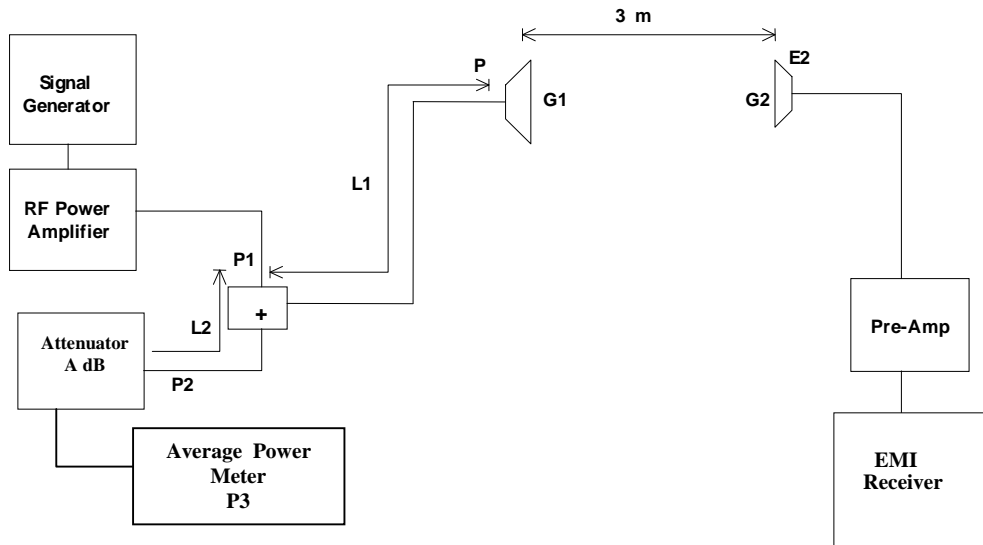 3 m
P
E2
Signal
Generator
G1
G2
L1
RF Power
Amplifier
P1
+
L2
Attenuator
A dB
Pre-Amp
P2
Average Power
Meter
P3
EMI
Receiver